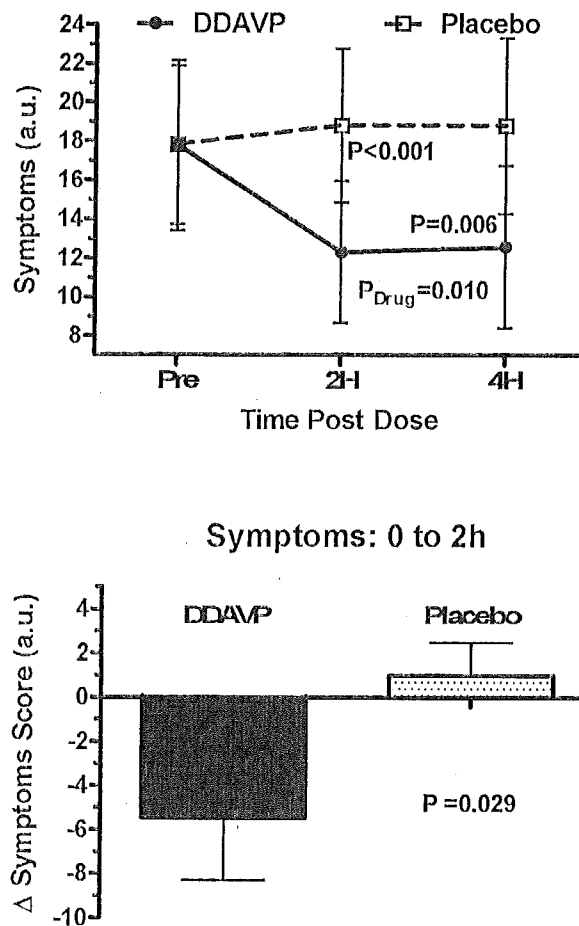 DDAVP Placebo
24
22
20
18
16
14
12
10
8
Symptoms (a.u.)
P<0.001
P=0.006
PDrug=0.010
Pre 2H 4H
Time Post Dose
Symptoms: 0 to 2h
DDAVP Placebo
4
2
0
-2
-4
-6
-8
-10
Δ Symptoms Score (a.u.)
P =0.029